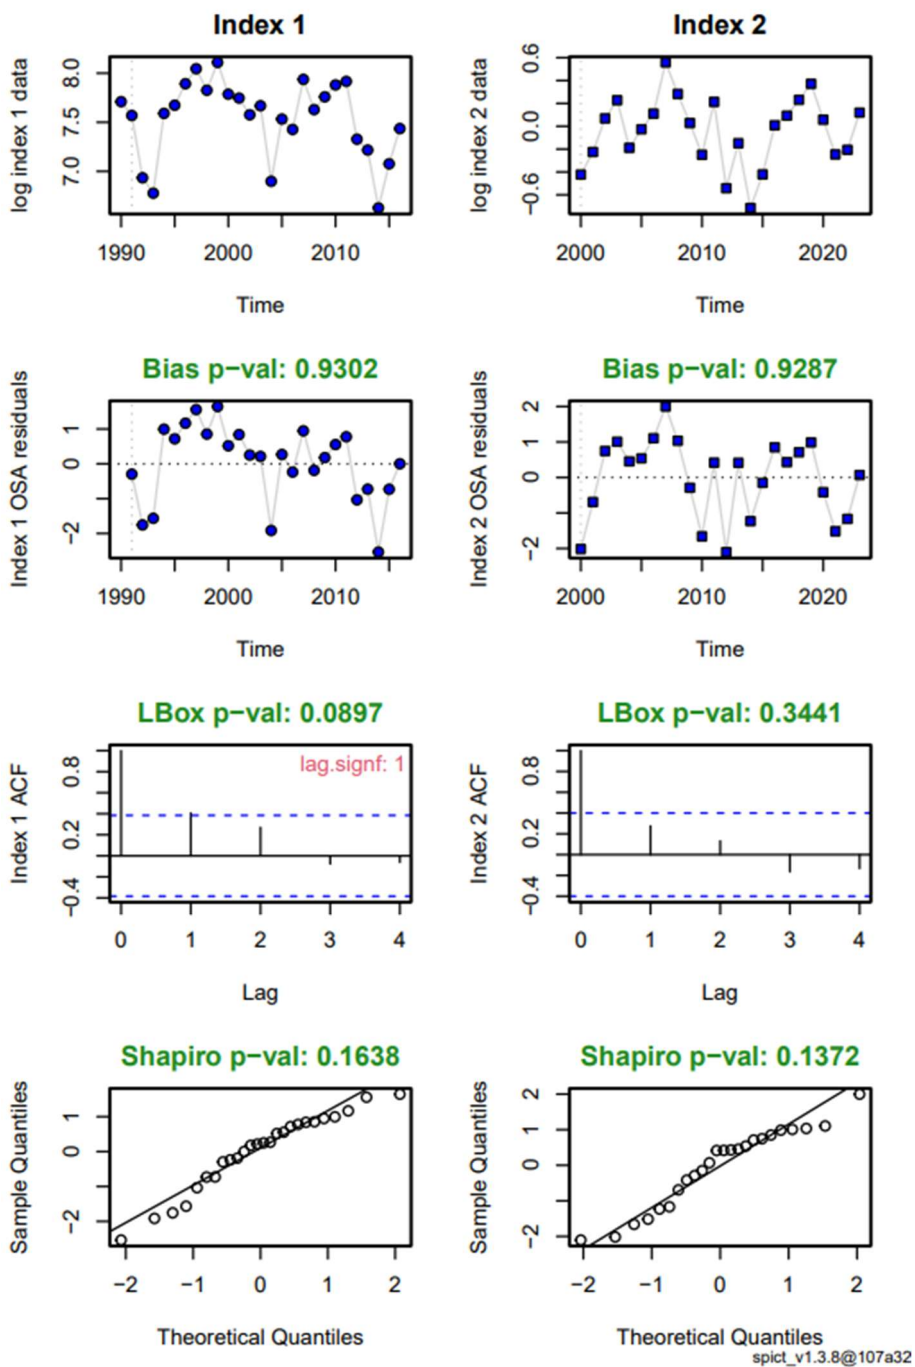 Index 1
log index 1 data
8.0
7.5
7.0
1990 2000 2010
Time
Index 2
log index 2 data
0.6
0.0
−0.6
2000 2010 2020
Time
Bias p−val: 0.9302
Index 1 OSA residuals
1
0
−2
1990 2000 2010
Time
Bias p−val: 0.9287
Index 2 OSA residuals
2
1
0
−2
2000 2010 2020
Time
LBox p−val: 0.0897
Index 1 ACF
0.8
0.2
−0.4
lag.signf: 1
0 1 2 3 4
Lag
LBox p−val: 0.3441
Index 2 ACF
0.8
0.2
−0.4
0 1 2 3 4
Lag
Shapiro p−val: 0.1638
Sample Quantiles
1
0
−2
−2 −1 0 1 2
Theoretical Quantiles
Shapiro p−val: 0.1372
Sample Quantiles
2
1
0
−2
−2 −1 0 1 2
Theoretical Quantiles
spict_v1.3.8@107a32